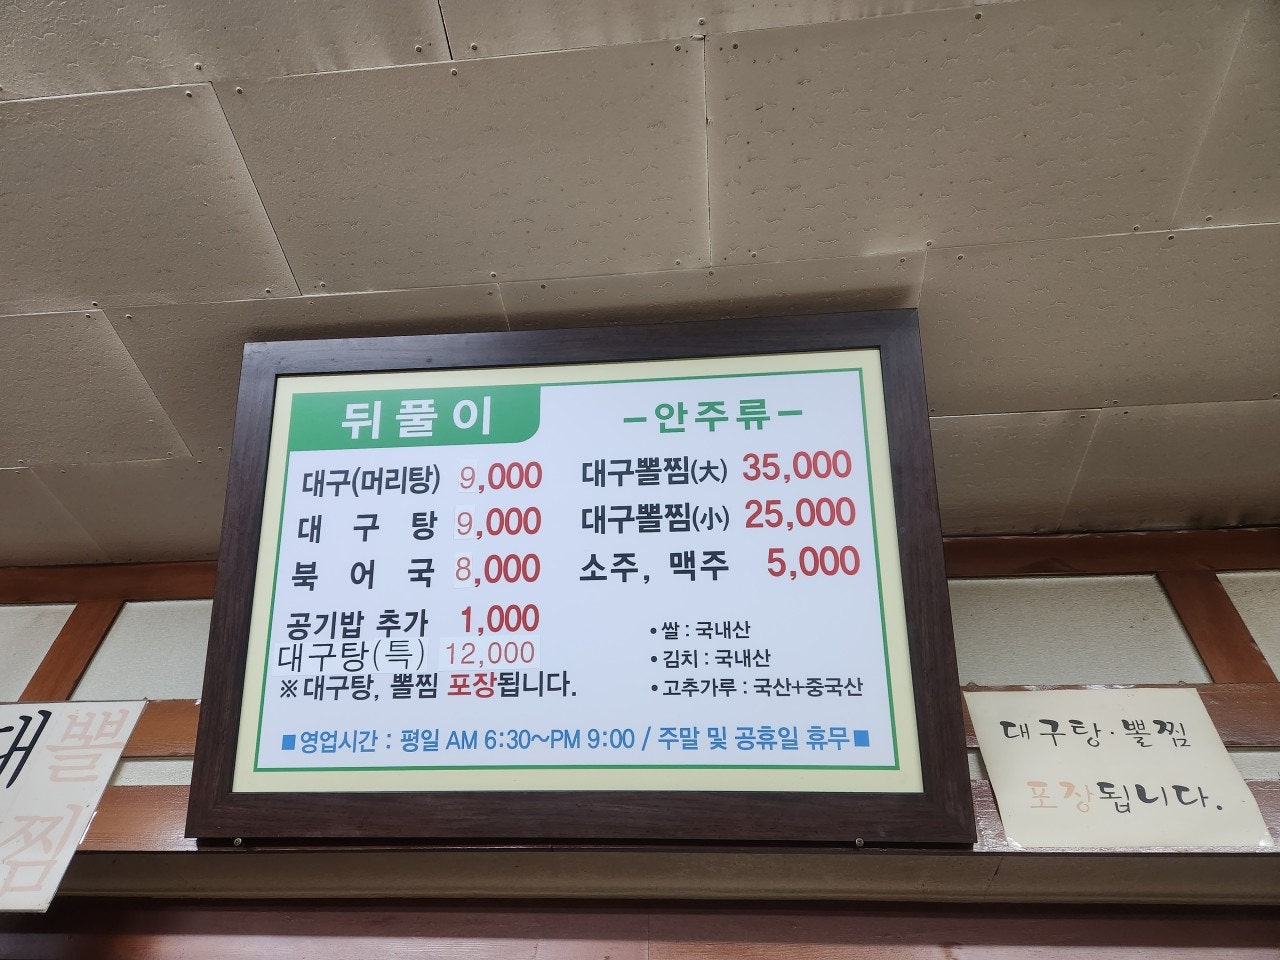 뒤풀이
대구(머리탕) 9,000
대구탕 9,000
북어국 8,000
공기밥 추가 1,000
대구탕(특) 12,000
※대구탕, 뽈찜 포장됩니다.
-안주류-
대구뽈찜(大) 35,000
대구뽈찜(小) 25,000
소주, 맥주 5,000
•쌀 : 국내산
•김치 : 국내산
•고추가루 : 국산+중국산
■영업시간 : 평일 AM 6:30~PM 9:00 / 주말 및 공휴일 휴무■
대구탕·뽈찜
포장됩니다.
대뽈
찜